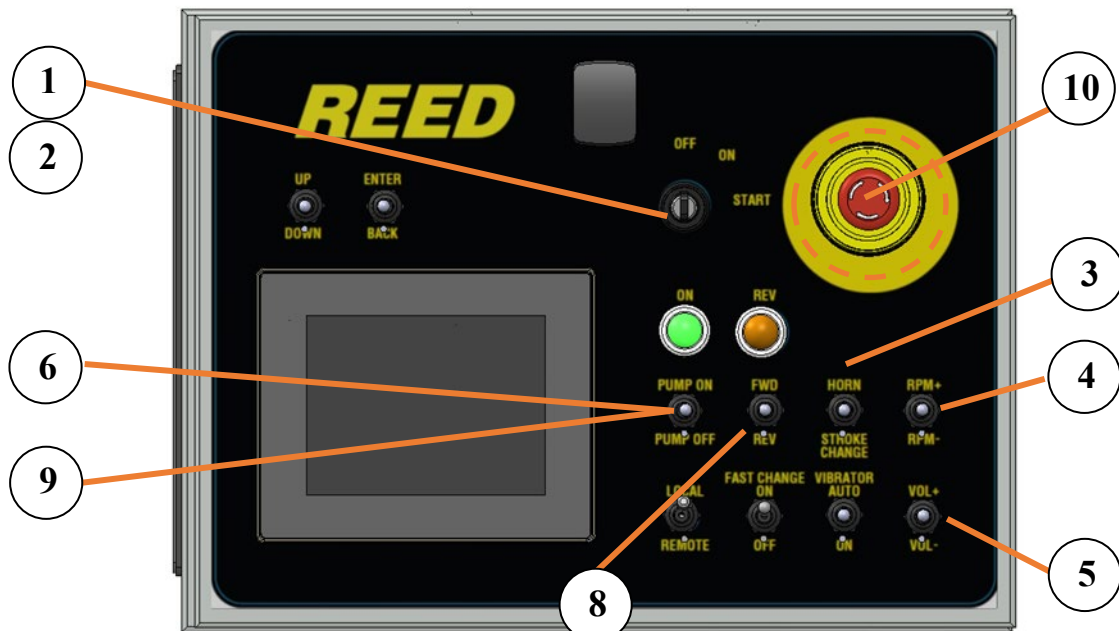 REED
1
2
10
OFF
ON
START
UP
ENTER
DOWN
BACK
3
ON
REV
6
4
PUMP ON
FWD
HORN
RPM+
PUMP OFF
REV
STROKE
CHANGE
RPM-
9
LOCAL
FAST CHANGE
ON
VIBRATOR
AUTO
VOL+
REMOTE
OFF
ON
VOL-
5
8